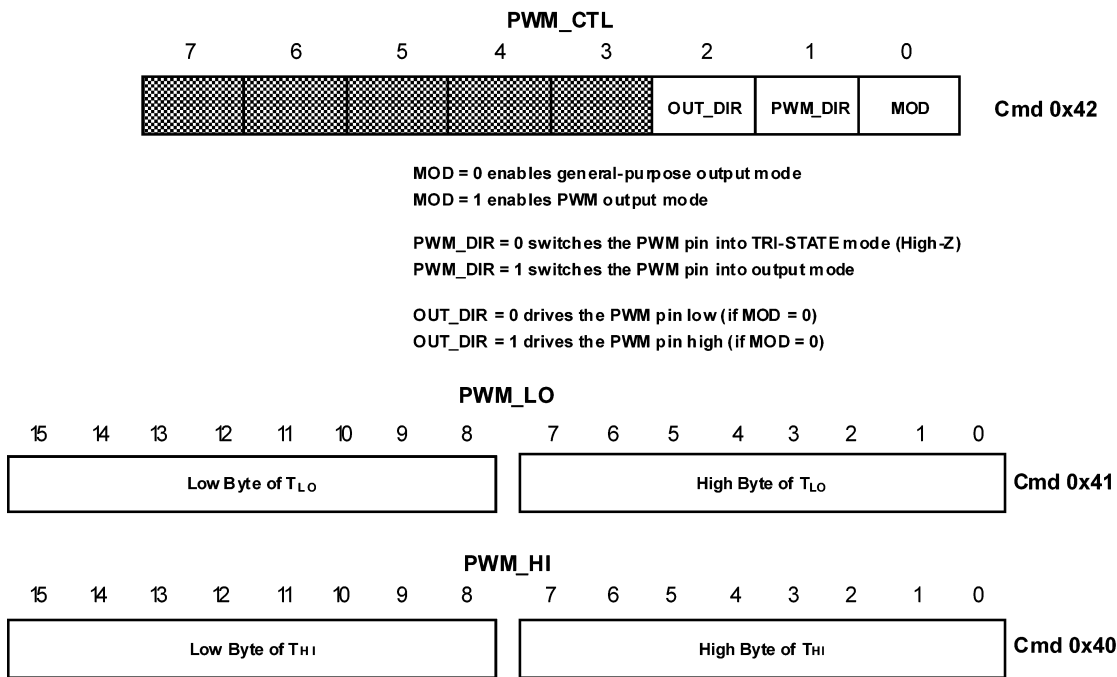 PWM_CTL
7 6 5 4 3 2 1 0
OUT_DIR PWM_DIR MOD Cmd 0x42
MOD = 0 enables general-purpose output mode
MOD = 1 enables PWM output mode
PWM_DIR = 0 switches the PWM pin into TRI-STATE mode (High-Z)
PWM_DIR = 1 switches the PWM pin into output mode
OUT_DIR = 0 drives the PWM pin low (if MOD = 0)
OUT_DIR = 1 drives the PWM pin high (if MOD = 0)
PWM_LO
15 14 13 12 11 10 9 8 7 6 5 4 3 2 1 0
Low Byte of TLO High Byte of TLO Cmd 0x41
PWM_HI
15 14 13 12 11 10 9 8 7 6 5 4 3 2 1 0
Low Byte of THI High Byte of THI Cmd 0x40